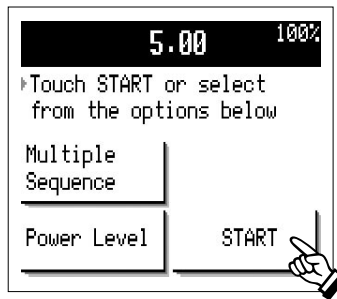 5.00 100%
Touch START or select
from the options below
Multiple
Sequence
Power Level START